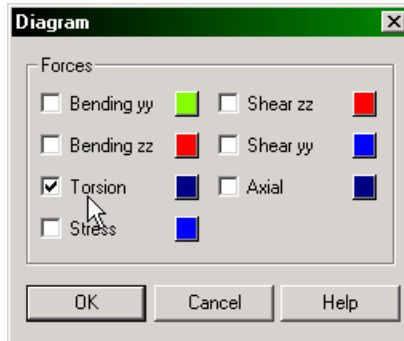 Diagram
Forces
Bending yy Shear zz
Bending zz Shear yy
Torsion Axial
Stress
OK Cancel Help